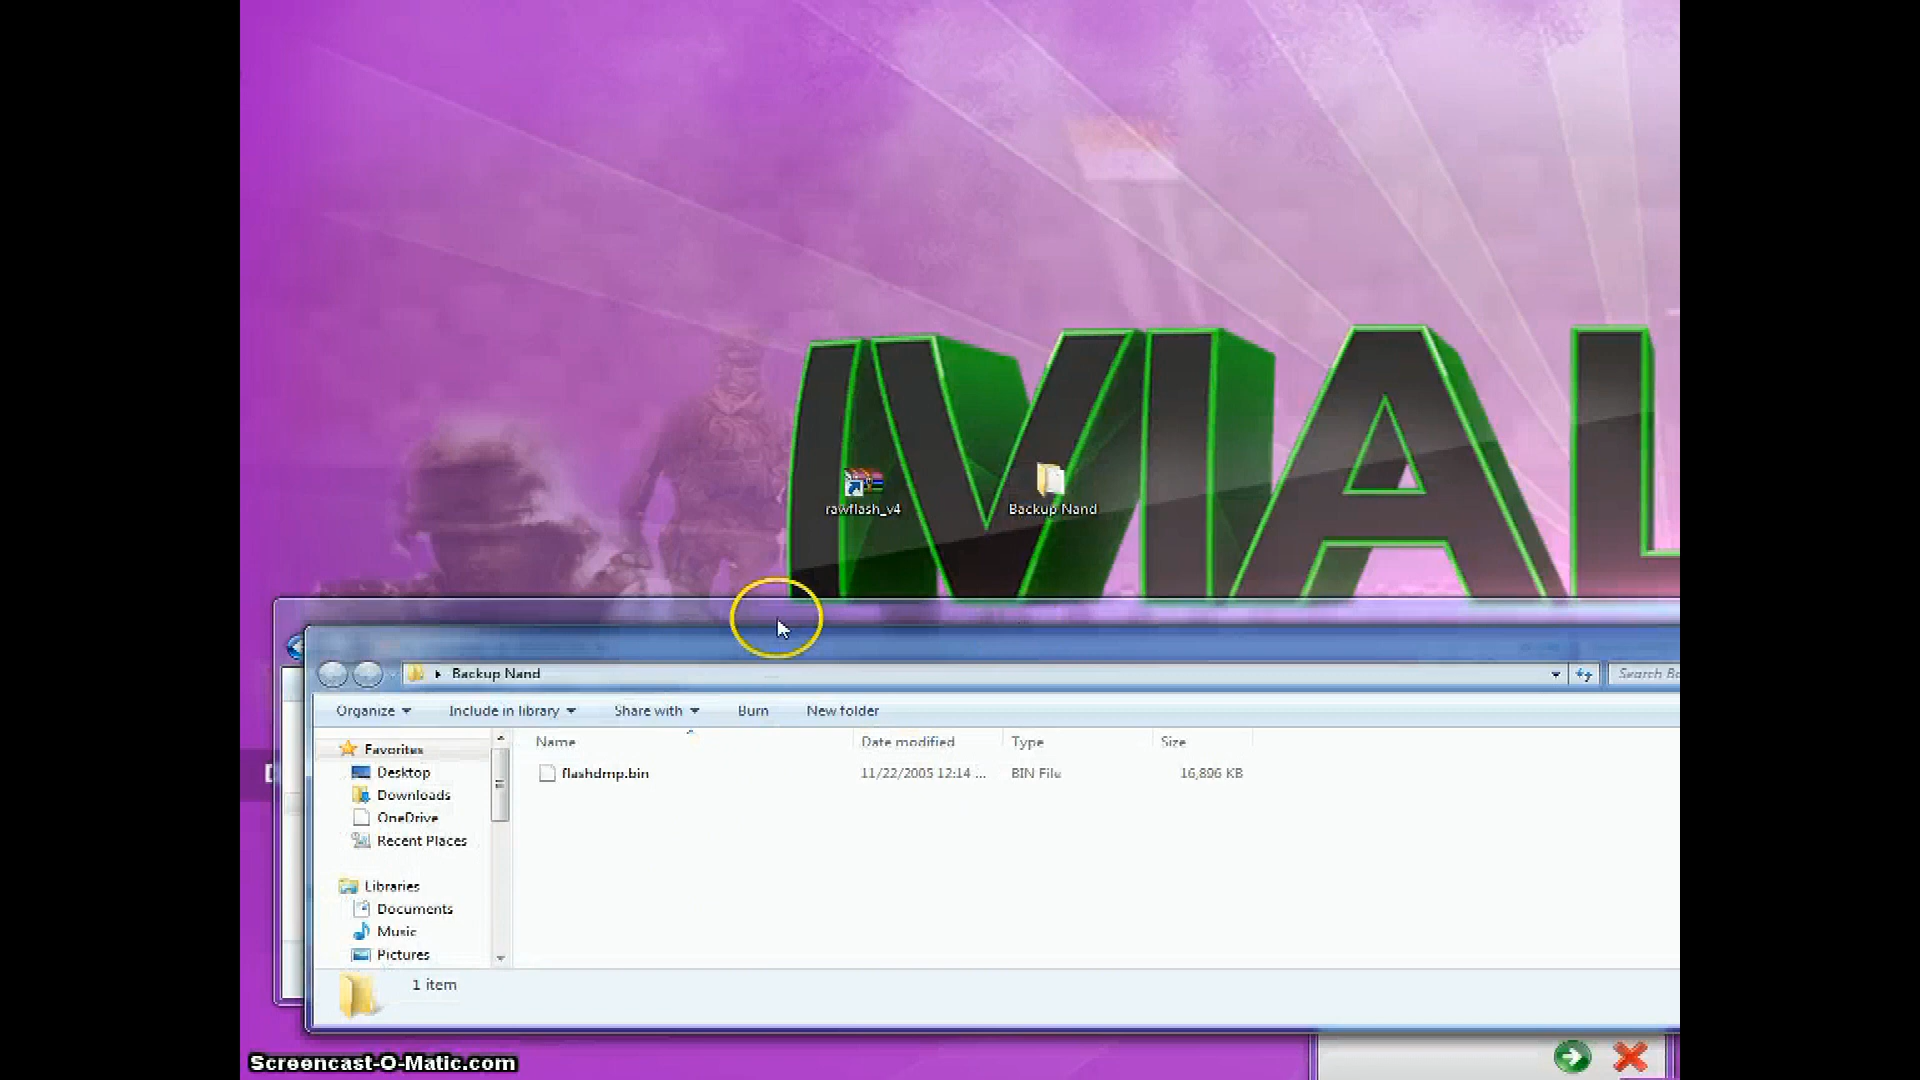 IVIAL
rawflash_v4
Backup Nand
Backup Nand
Search Ba
Organize
Include in library
Share with
Burn
New folder
Name
Date modified
Type
Size
Favorites
flashdmp.bin
11/22/2005 12:14 ...
BIN File
16,896 KB
Desktop
Downloads
OneDrive
Recent Places
Libraries
Documents
Music
Pictures
1 item
Screencast-O-Matic.com